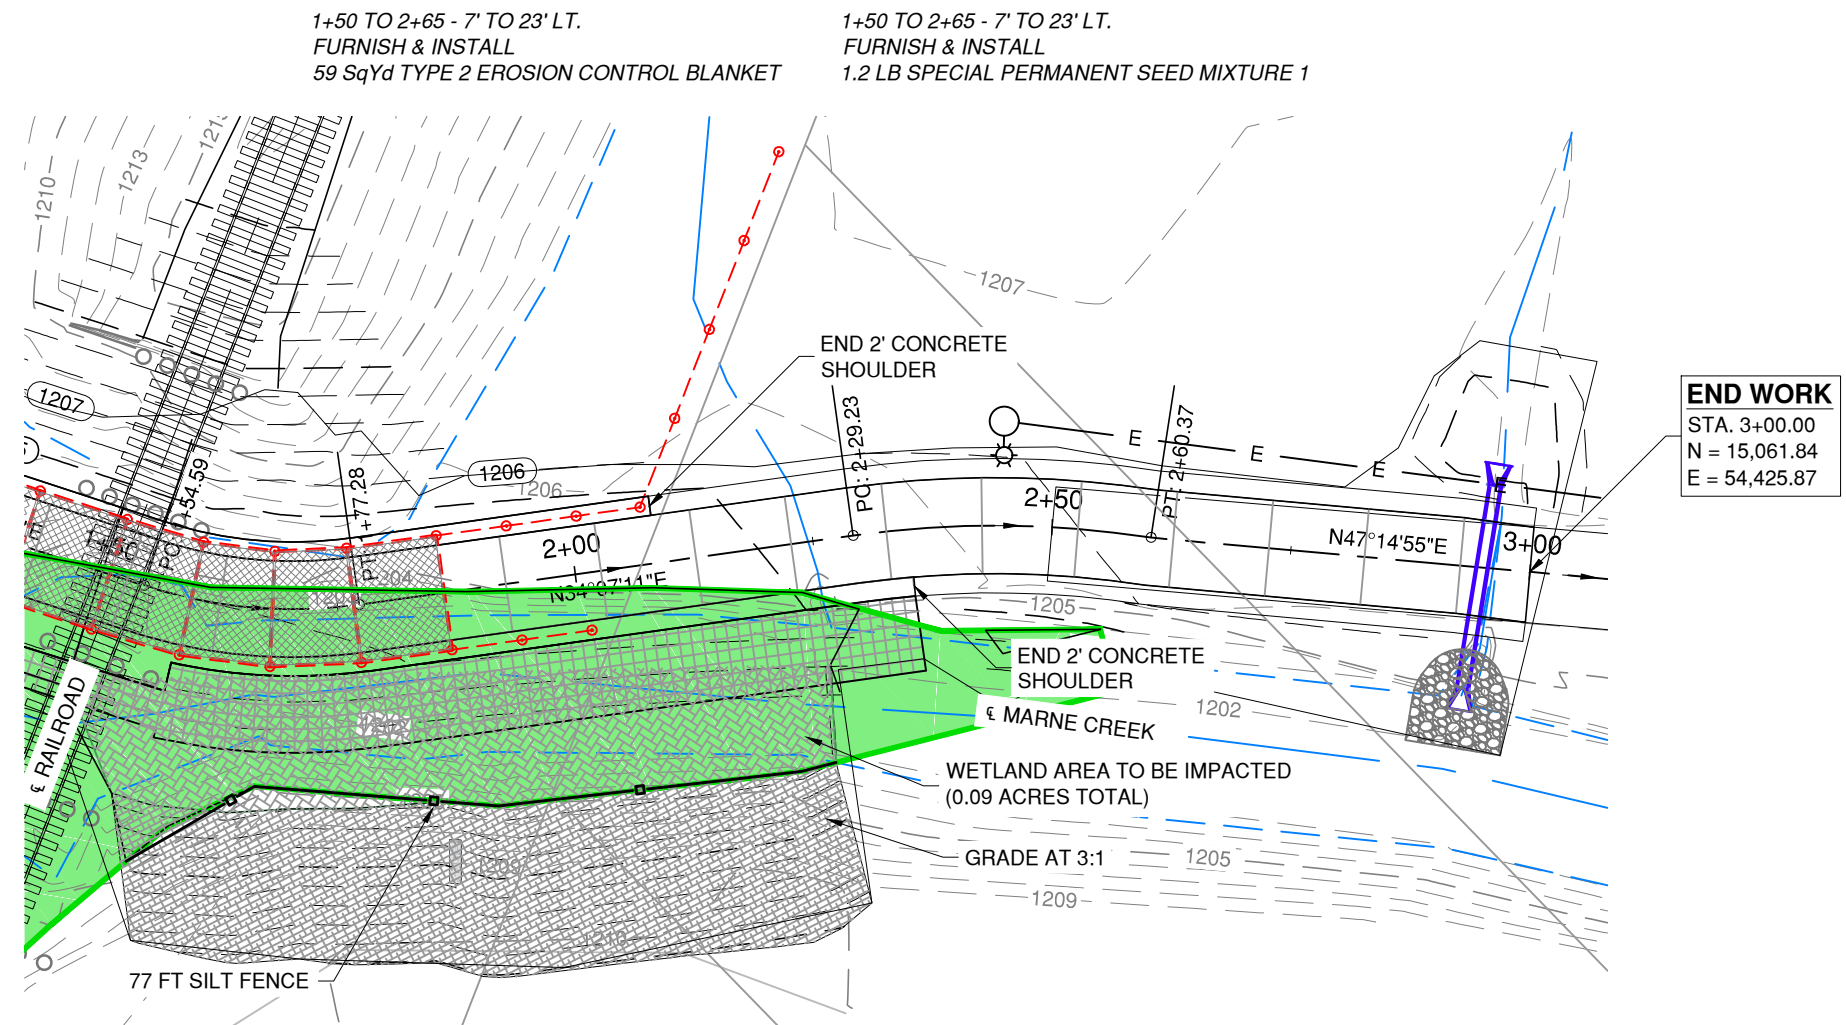 1+50 TO 2+65 - 7' TO 23' LT.
FURNISH & INSTALL
59 SqYd TYPE 2 EROSION CONTROL BLANKET
1+50 TO 2+65 - 7' TO 23' LT.
FURNISH & INSTALL
1.2 LB SPECIAL PERMANENT SEED MIXTURE 1
1210
1213
1207
END 2' CONCRETE
SHOULDER
END WORK
STA. 3+00.00
N = 15,061.84
E = 54,425.87
1207
1206
1206
PC: 2+29.23
PT: 2+60.37
E
E
E
E
2+00
2+50
3+00
N34°07'11"E
N47°14'55"E
1205
END 2' CONCRETE
SHOULDER
1202
℄ MARNE CREEK
℄ RAILROAD
WETLAND AREA TO BE IMPACTED
(0.09 ACRES TOTAL)
GRADE AT 3:1
1205
1209
1210
77 FT SILT FENCE